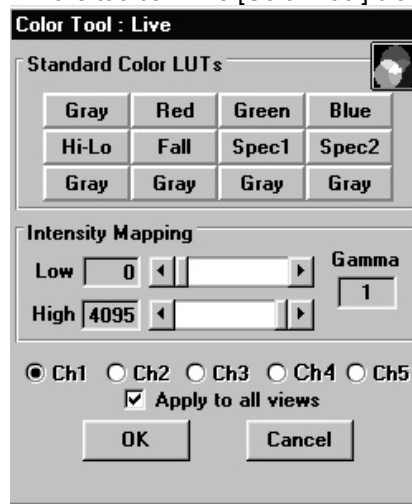 Color Tool : Live
Standard Color LUTs
Gray Red Green Blue
Hi-Lo Fall Spec1 Spec2
Gray Gray Gray Gray
Intensity Mapping
Low 0 Gamma
High 4095 1
Ch1 Ch2 Ch3 Ch4 Ch5
Apply to all views
OK Cancel